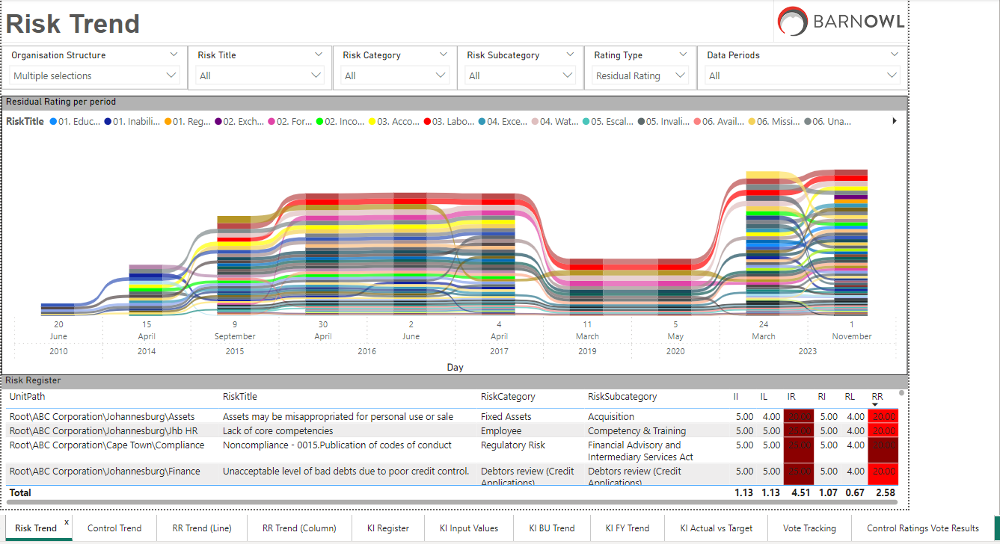 Risk Trend
BARNOWL
Organisation Structure Risk Title Risk Category Risk Subcategory Rating Type Data Periods
Multiple selections All All All Residual Rating All
Residual Rating per period
RiskTitle 01. Educ... 01. Inabili... 01. Reg... 02. Exch... 02. For... 02. Inco... 03. Acco... 03. Labo... 04. Exce... 04. Wat... 05. Escal... 05. Invali... 06. Avail... 06. Missi... 06. Una...
20 15 9 30 2 4 11 5 24 1
June April September April June April March May March November
2010 2014 2015 2016 2017 2019 2020 2023
Day
Risk Register
UnitPath RiskTitle RiskCategory RiskSubcategory II IL IR RI RL RR
Root\ABC Corporation\Johannesburg\Assets Assets may be misappropriated for personal use or sale Fixed Assets Acquisition 5.00 4.00 5.00 4.00 20.00
Root\ABC Corporation\Johannesburg\Jhb HR Lack of core competencies Employee Competency & Training 5.00 5.00 25.00 5.00 4.00 20.00
Root\ABC Corporation\Cape Town\Compliance Noncompliance - 0015.Publication of codes of conduct Regulatory Risk Financial Advisory and 5.00 5.00 25.00 5.00 4.00 20.00
Intermediary Services Act
Root\ABC Corporation\Johannesburg\Finance Unacceptable level of bad debts due to poor credit control. Debtors review (Credit Debtors review (Credit 5.00 5.00 25.00 5.00 4.00 20.00
Applications) Applications)
Total 1.13 1.13 4.51 1.07 0.67 2.58
Risk Trend x Control Trend RR Trend (Line) RR Trend (Column) KI Register KI Input Values KI BU Trend KI FY Trend KI Actual vs Target Vote Tracking Control Ratings Vote Results